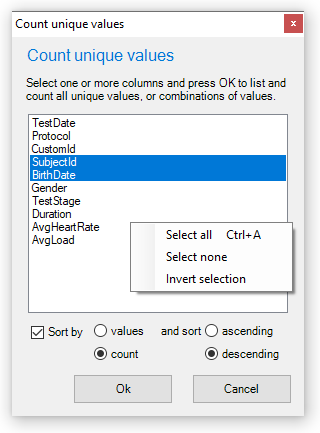 Count unique values x
Count unique values
Select one or more columns and press OK to list and
count all unique values, or combinations of values.
TestDate
Protocol
CustomId
SubjectId
BirthDate
Gender
TestStage
Duration
AvgHeartRate
AvgLoad
Select all Ctrl+A
Select none
Invert selection
Sort by values and sort ascending
count descending
Ok Cancel